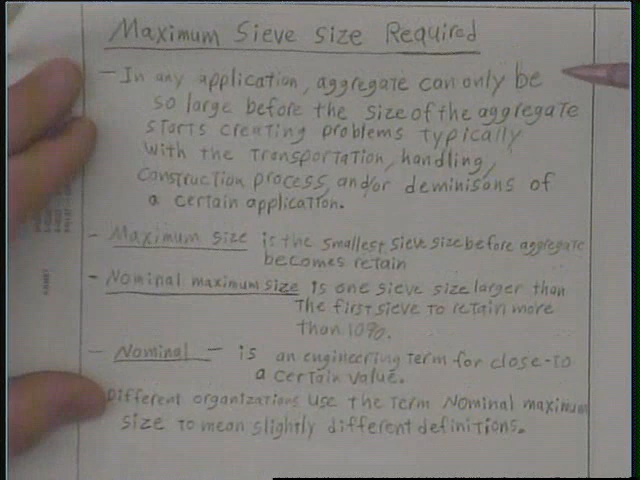 Maximum Sieve Size Required
- In any application, aggregate can only be
so large before the size of the aggregate
starts creating problems typically
with the transportation, handling,
construction process, and/or deminisons of
a certain application.
- Maximum size is the smallest sieve size before aggregate
becomes retain
- Nominal maximum size is one sieve size larger than
the first sieve to retain more
than 10%.
- Nominal - is an engineering term for close-to
a certain value.
Different organizations use the term Nominal maximum
size to mean slightly different definitions.